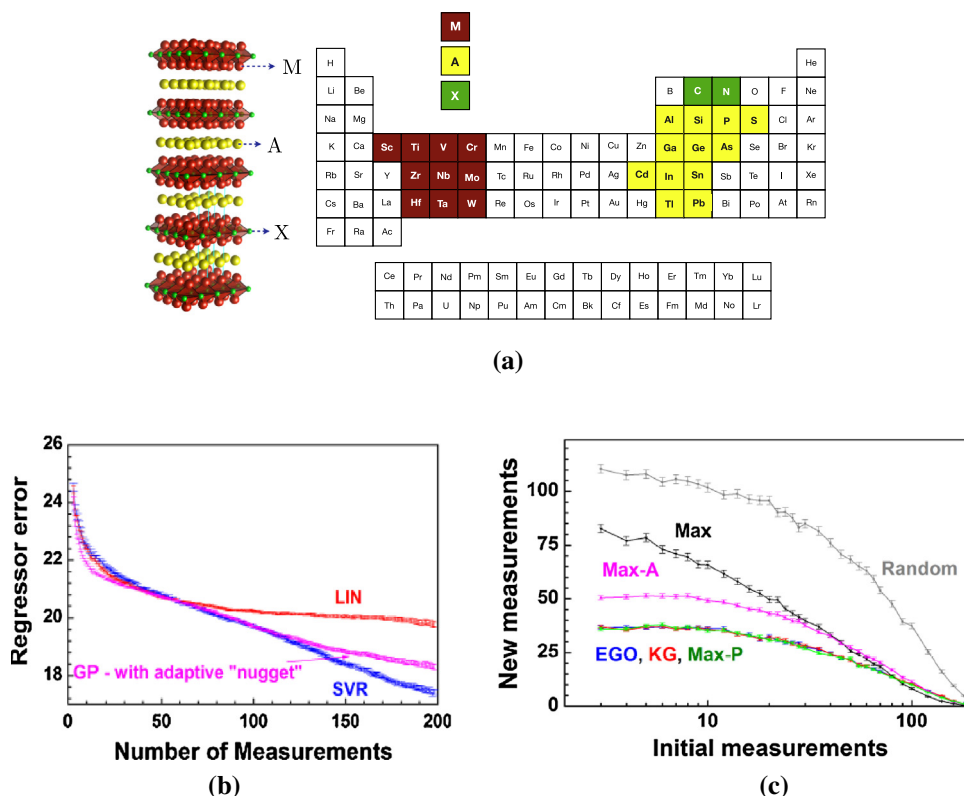 M
A
X
M
A
X
H He
Li Be B C N O F Ne
Na Mg Al Si P S Cl Ar
K Ca Sc Ti V Cr Mn Fe Co Ni Cu Zn Ga Ge As Se Br Kr
Rb Sr Y Zr Nb Mo Tc Ru Rh Pd Ag Cd In Sn Sb Te I Xe
Cs Ba La Hf Ta W Re Os Ir Pt Au Hg Tl Pb Bi Po At Rn
Fr Ra Ac
Ce Pr Nd Pm Sm Eu Gd Tb Dy Ho Er Tm Yb Lu
Th Pa U Np Pu Am Cm Bk Cf Es Fm Md No Lr
(a)
Regressor error
26
24
22
20
18
LIN
GP - with adaptive "nugget"
SVR
0 50 100 150 200
Number of Measurements
(b)
New measurements
100
75
50
25
0
Max
Max-A
Random
EGO, KG, Max-P
10 100
Initial measurements
(c)